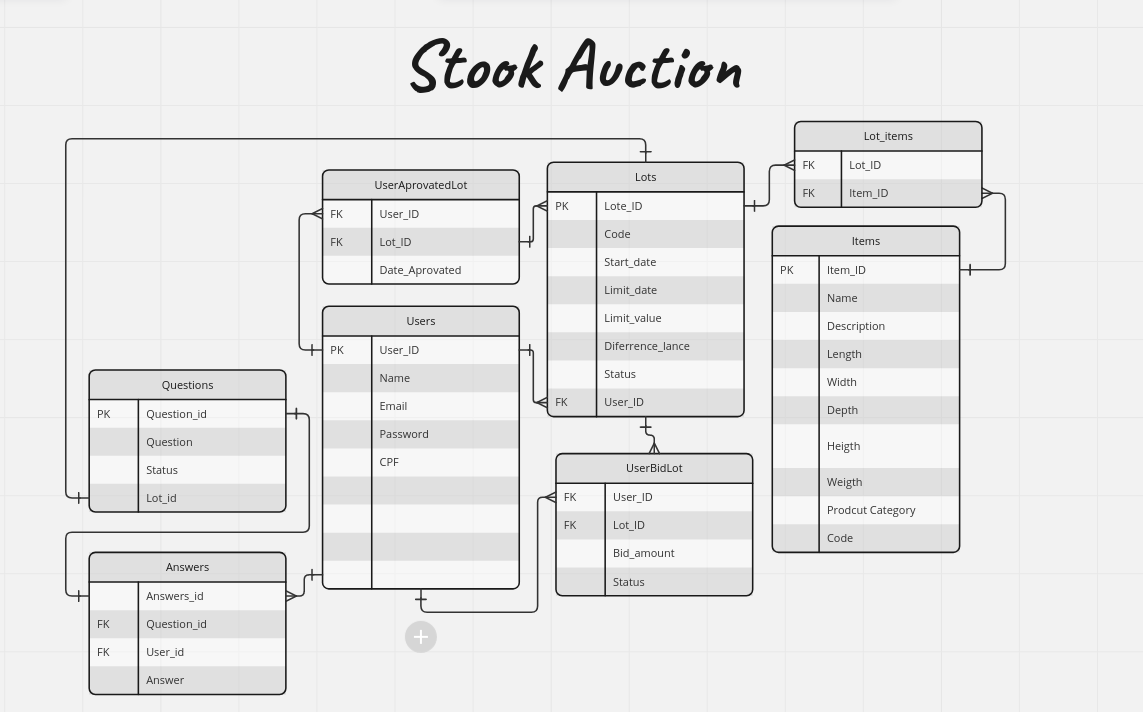 Stook Auction
Lot_items
FK Lot_ID
FK Item_ID
UserAprovatedLot
FK User_ID
FK Lot_ID
Date_Aprovated
Lots
PK Lote_ID
Code
Start_date
Limit_date
Limit_value
Diferrence_lance
Status
FK User_ID
Items
PK Item_ID
Name
Description
Length
Width
Depth
Heigth
Weigth
Prodcut Category
Code
Users
PK User_ID
Name
Email
Password
CPF
Questions
PK Question_id
Question
Status
Lot_id
UserBidLot
FK User_ID
FK Lot_ID
Bid_amount
Status
Answers
Answers_id
FK Question_id
FK User_id
Answer